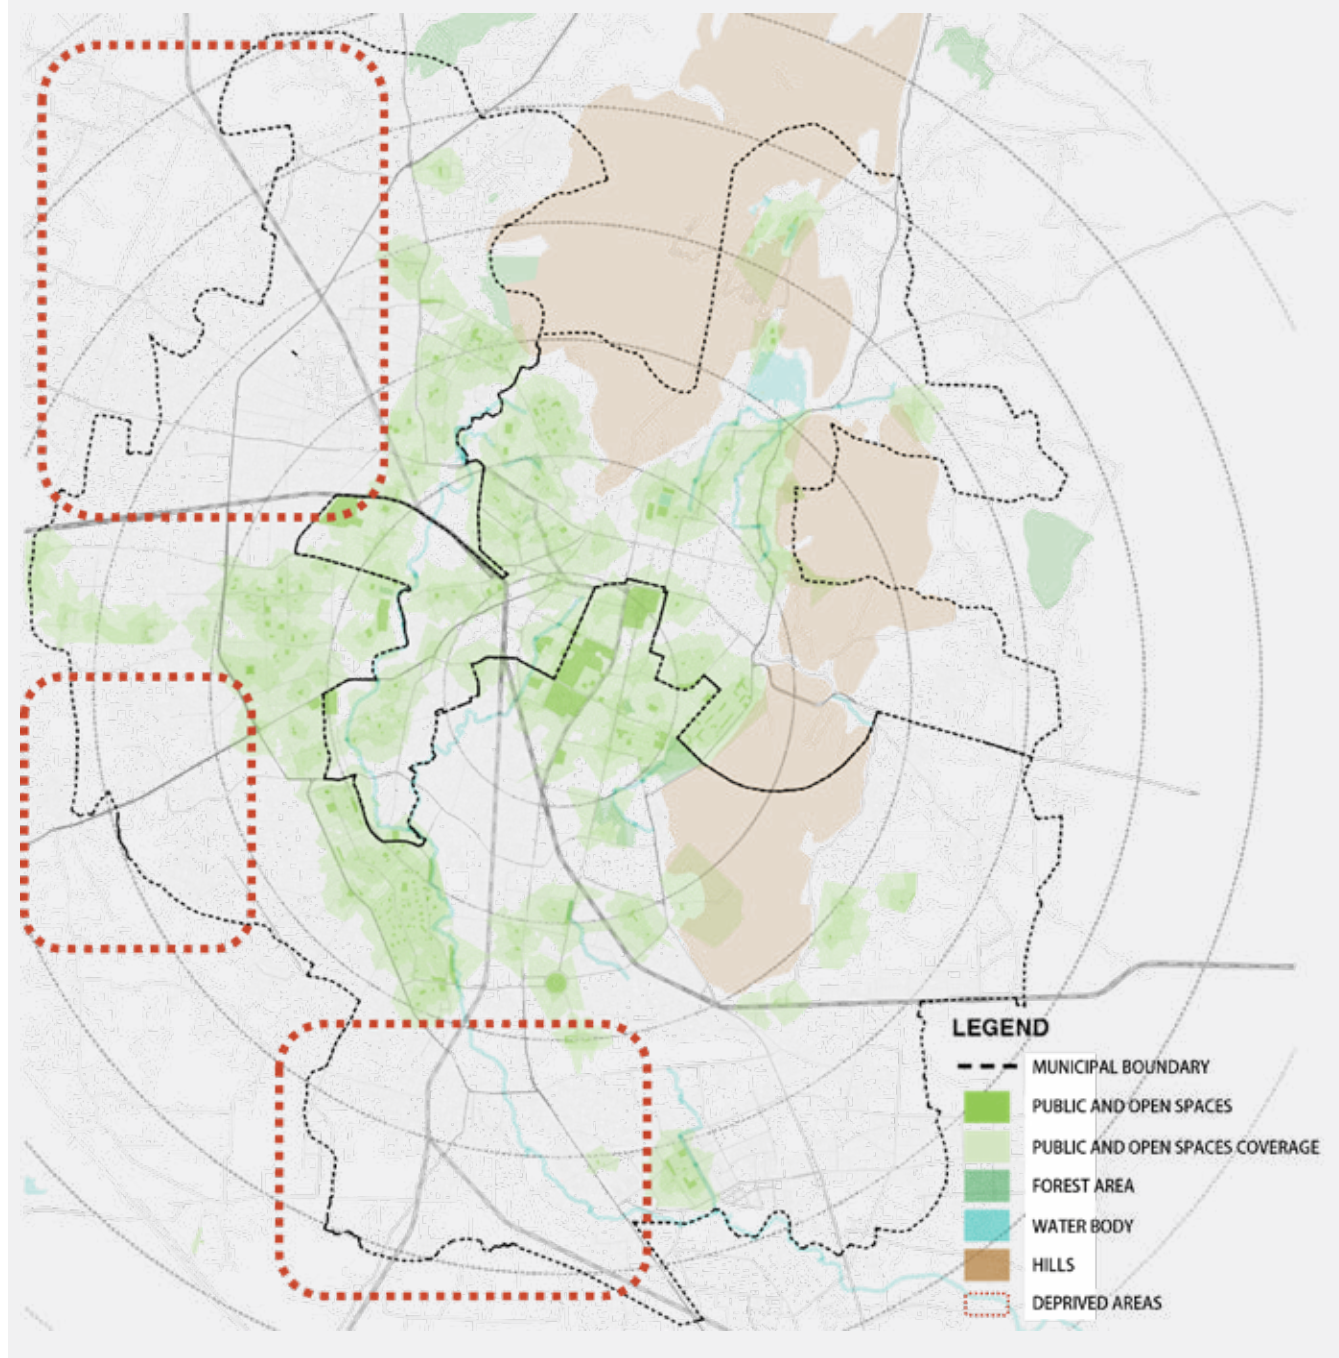 LEGEND
MUNICIPAL BOUNDARY
PUBLIC AND OPEN SPACES
PUBLIC AND OPEN SPACES COVERAGE
FOREST AREA
WATER BODY
HILLS
DEPRIVED AREAS